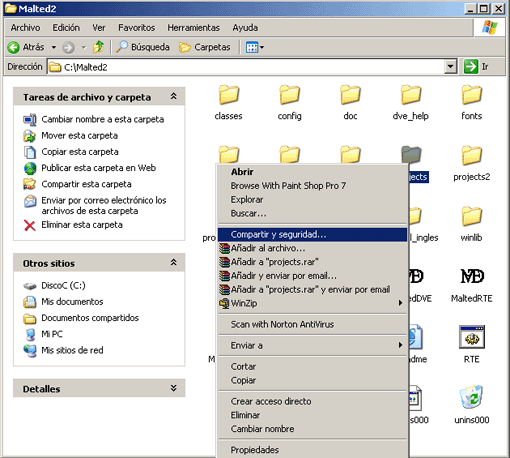 Malted2
Archivo Edición Ver Favoritos Herramientas Ayuda
Atrás Búsqueda Carpetas
Dirección C:\Malted2 Ir
Tareas de archivo y carpeta
Cambiar nombre a esta carpeta
Mover esta carpeta
Copiar esta carpeta
Publicar esta carpeta en Web
Compartir esta carpeta
Enviar por correo electrónico los
archivos de esta carpeta
Eliminar esta carpeta
Otros sitios
DiscoC (C:)
Mis documentos
Documentos compartidos
Mi PC
Mis sitios de red
Detalles
classes config doc dve_help fonts
jects projects2
Abrir
Browse With Paint Shop Pro 7
Explorar
Buscar...
Compartir y seguridad...
Añadir al archivo...
Añadir a "projects.rar"
Añadir y enviar por email...
Añadir a "projects.rar" y enviar por email
WinZip
Scan with Norton AntiVirus
Enviar a
Cortar
Copiar
Crear acceso directo
Eliminar
Cambiar nombre
Propiedades
pro
l_ingles winlib
MaltedRTE
RTE
unins000